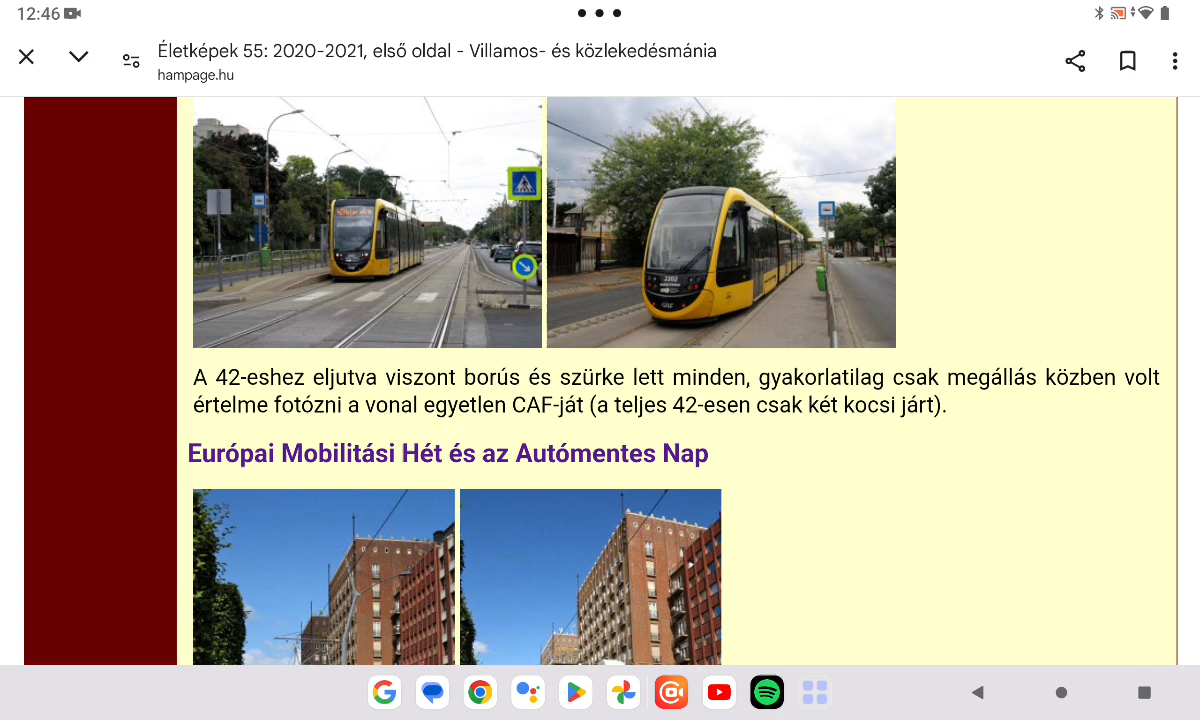 12:46
Életképek 55: 2020-2021, első oldal - Villamos- és közlekedésmánia
hampage.hu
2202
A 42-eshez eljutva viszont borús és szürke lett minden, gyakorlatilag csak megállás közben volt
értelme fotózni a vonal egyetlen CAF-ját (a teljes 42-esen csak két kocsi járt).
Európai Mobilitási Hét és az Autómentes Nap